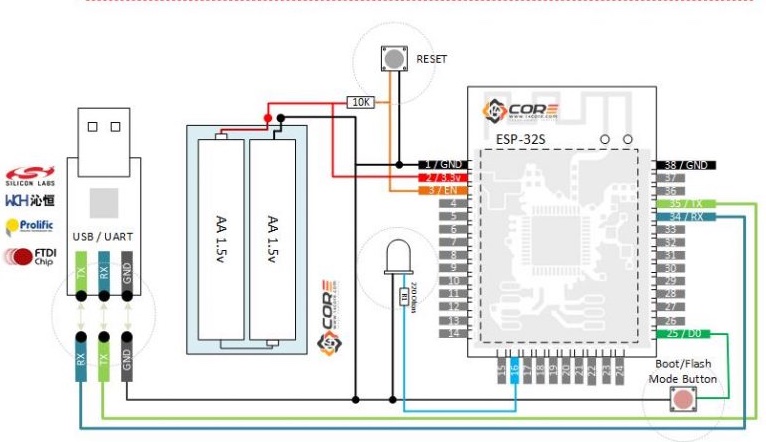 RESET
10K
CORE
www.14core.com
ESP-32S
1 / GND
2 / 3.3v
3 / EN
4
5
6
7
8
9
10
11
12
13
14
38 / GND
37
36
35 / TX
34 / RX
33
32
31
30
29
28
27
26
25 / D0
15
16
17
18
19
20
21
22
23
24
SILICON LABS
WCH 沁恒
Prolific
FTDI
Chip
USB / UART
TX
RX
GND
AA 1.5v
AA 1.5v
CORE
R1
RX
TX
GND
Boot/Flash
Mode Button